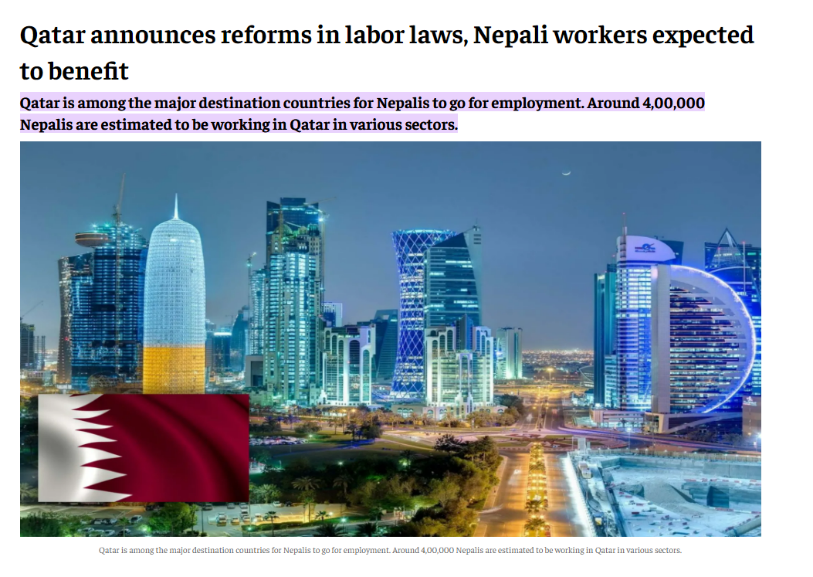 Qatar announces reforms in labor laws, Nepali workers expected
to benefit
Qatar is among the major destination countries for Nepalis to go for employment. Around 4,00,000
Nepalis are estimated to be working in Qatar in various sectors.
Qatar is among the major destination countries for Nepalis to go for employment. Around 4,00,000 Nepalis are estimated to be working in Qatar in various sectors.